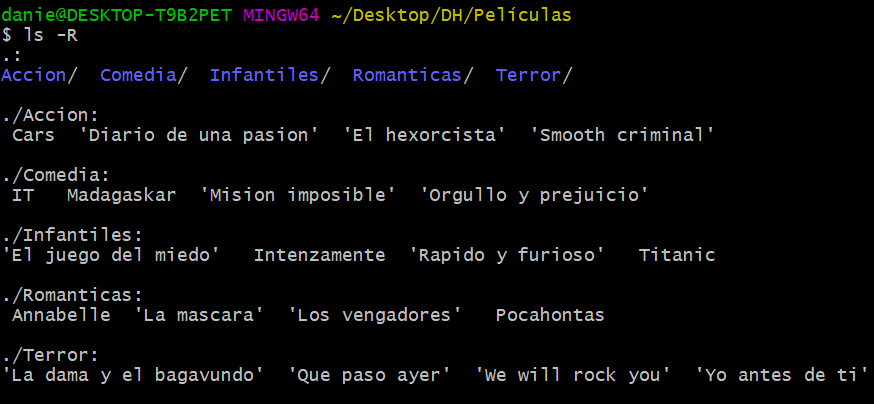 danie@DESKTOP-T9B2PET MINGW64 ~/Desktop/DH/Películas
$ ls -R
.:
Accion/  Comedia/  Infantiles/  Romanticas/  Terror/

./Accion:
 Cars  'Diario de una pasion'  'El hexorcista'  'Smooth criminal'

./Comedia:
 IT   Madagaskar  'Mision imposible'  'Orgullo y prejuicio'

./Infantiles:
'El juego del miedo'   Intenzamente  'Rapido y furioso'   Titanic

./Romanticas:
 Annabelle  'La mascara'  'Los vengadores'   Pocahontas

./Terror:
'La dama y el bagavundo'  'Que paso ayer'  'We will rock you'  'Yo antes de ti'